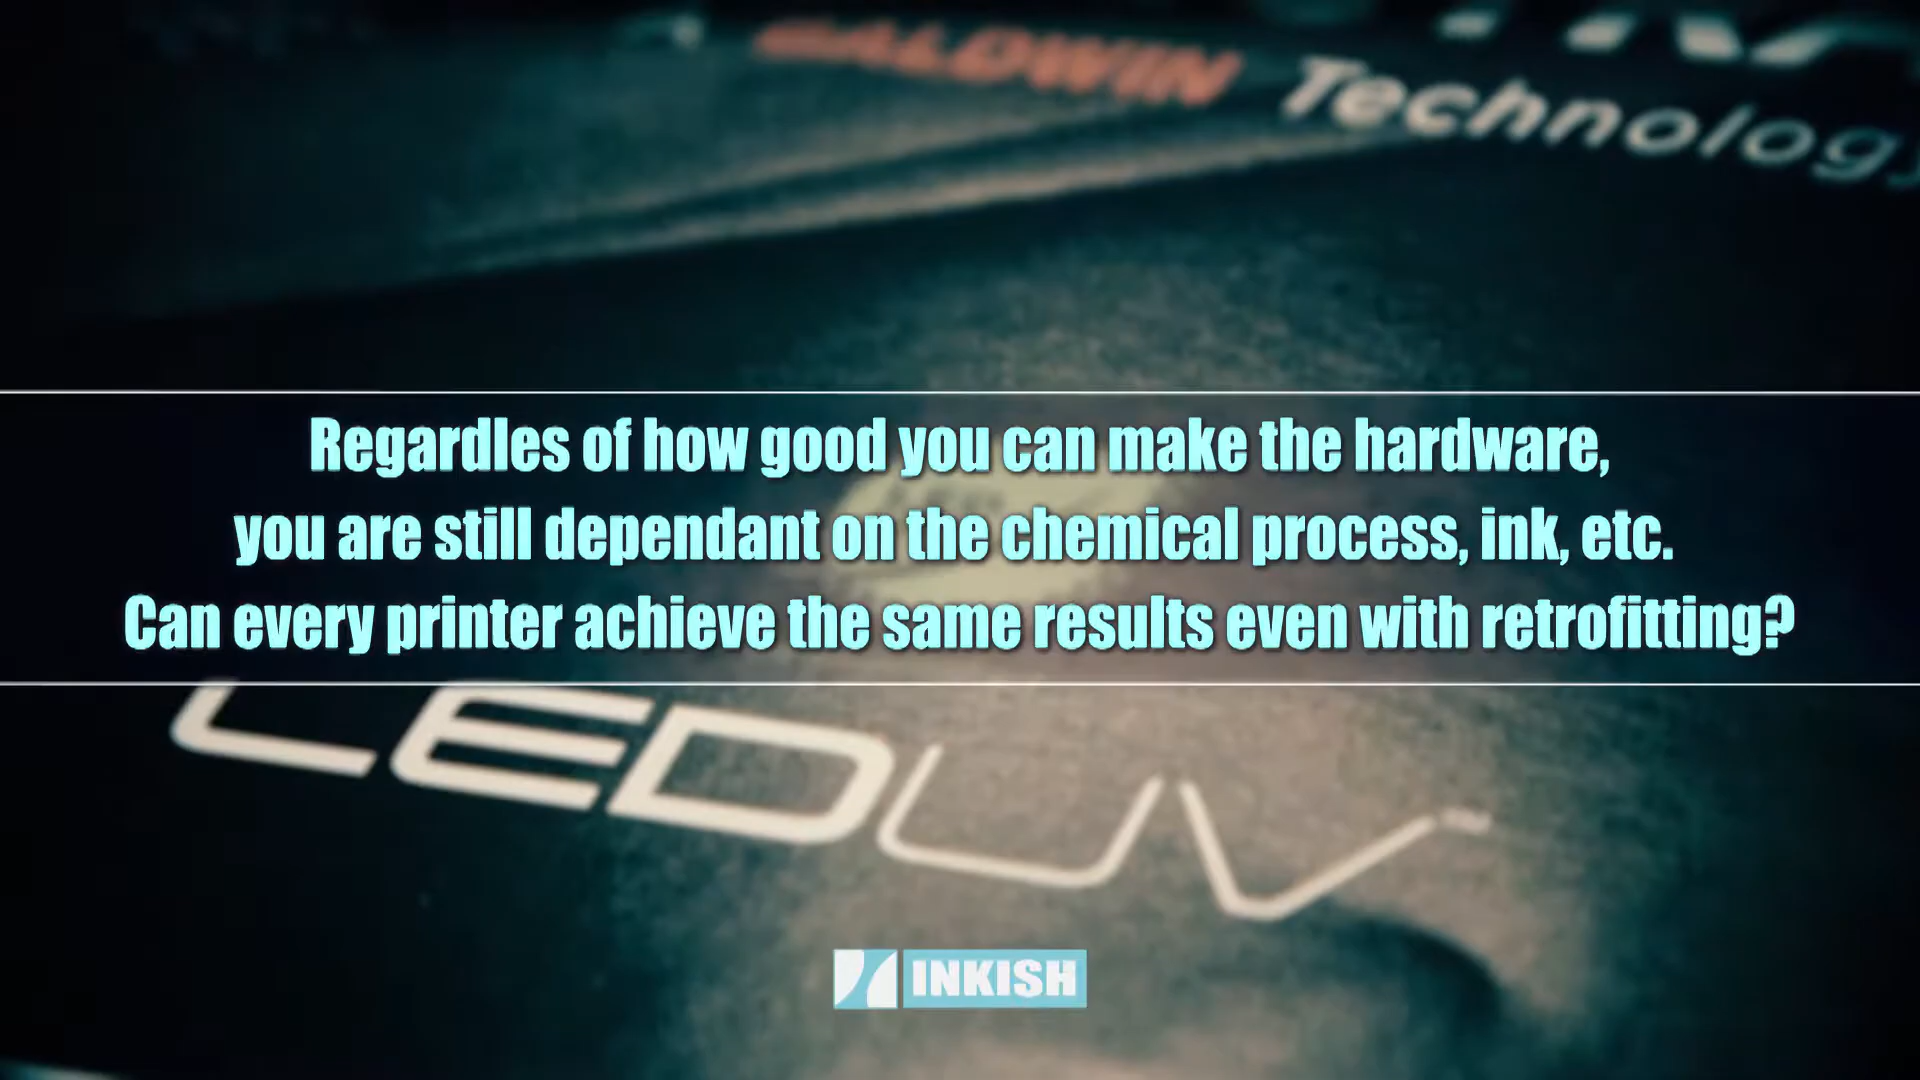 BALDWIN Technology
Regardles of how good you can make the hardware,
you are still dependant on the chemical process, ink, etc.
Can every printer achieve the same results even with retrofitting?
LEDUV
INKISH